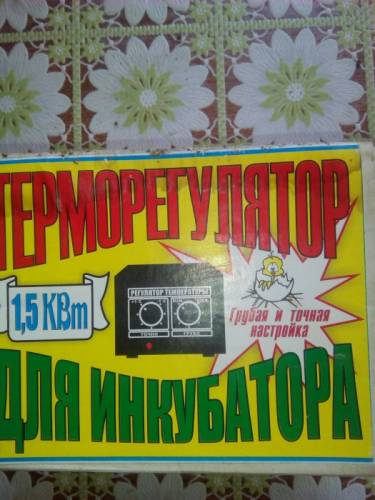 ТЕРМОРЕГУЛЯТОР
1,5 КВт
РЕГУЛЯТОР ТЕМПЕРАТУРЫ
Грубая и точная
настройка
ДЛЯ ИНКУБАТОРА